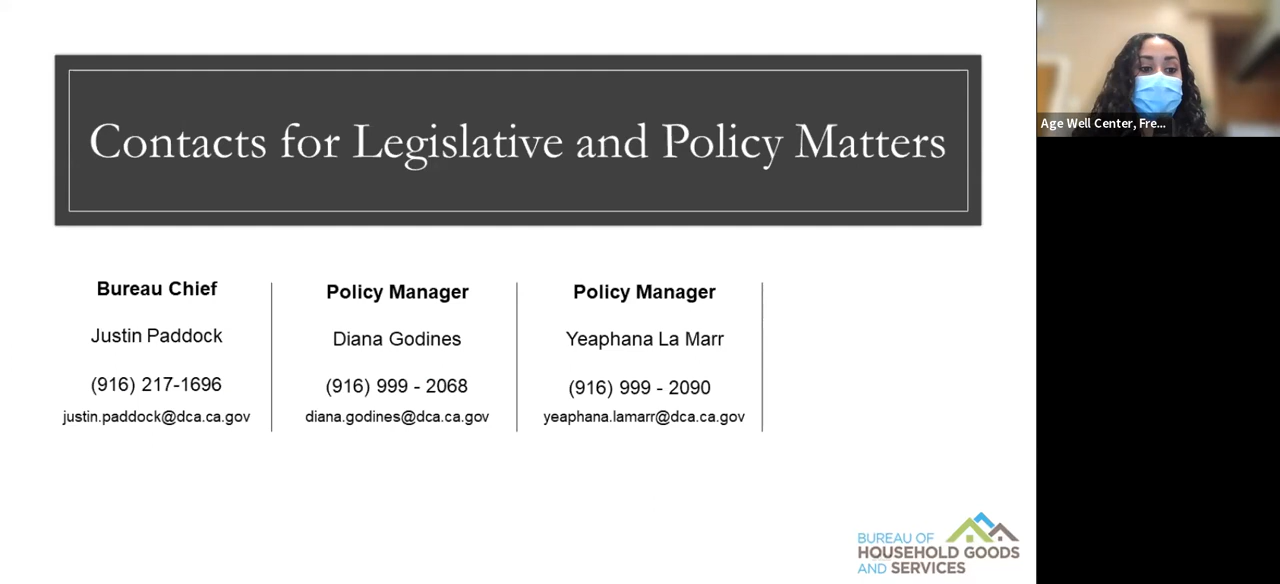 Contacts for Legislative and Policy Matters
Bureau Chief
Justin Paddock
(916) 217-1696
justin.paddock@dca.ca.gov
Policy Manager
Diana Godines
(916) 999 - 2068
diana.godines@dca.ca.gov
Policy Manager
Yeaphana La Marr
(916) 999 - 2090
yeaphana.lamarr@dca.ca.gov
BUREAU OF
HOUSEHOLD GOODS
AND SERVICES
Age Well Center, Fre...